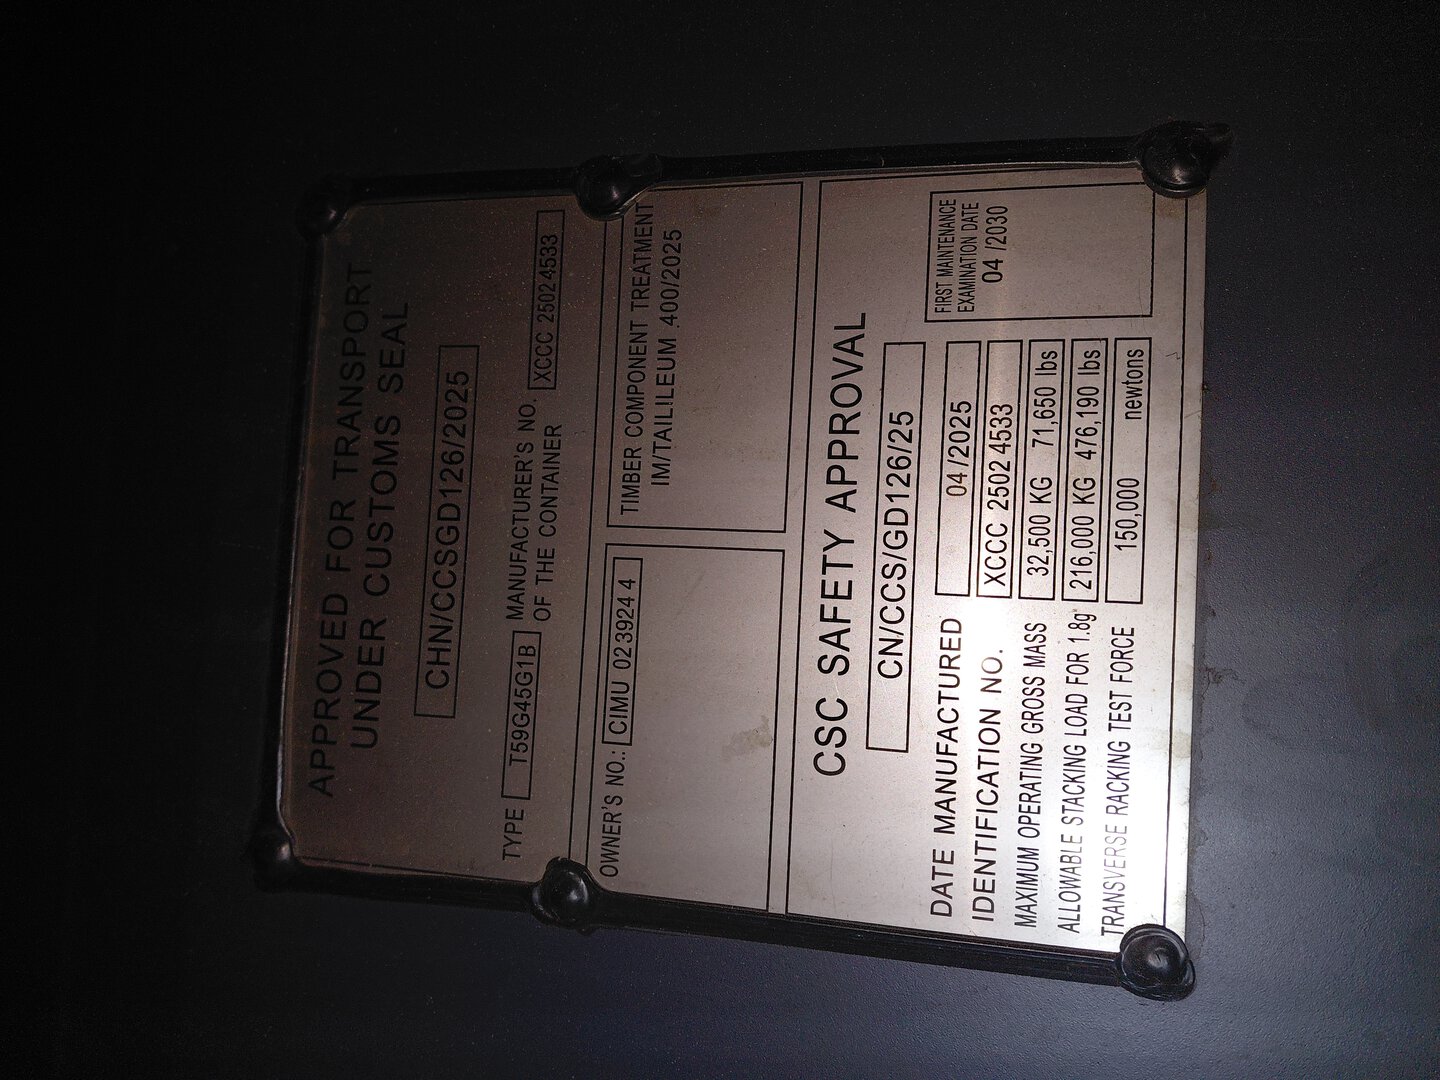 APPROVED FOR TRANSPORT
UNDER CUSTOMS SEAL
CHN/CCSGD126/2025
TYPE T59G45G1B MANUFACTURER'S NO.
OF THE CONTAINER XCCC 2502 4533
OWNER'S NO.: CIMU 023924 4
TIMBER COMPONENT TREATMENT
IM/TAILILEUM 400/2025
CSC SAFETY APPROVAL
CN/CCS/GD126/25
FIRST MAINTENANCE
EXAMINATION DATE
04 /2030
DATE MANUFACTURED 04 /2025
IDENTIFICATION NO. XCCC 2502 4533
MAXIMUM OPERATING GROSS MASS 32,500 KG 71,650 lbs
ALLOWABLE STACKING LOAD FOR 1.8g 216,000 KG 476,190 lbs
TRANSVERSE RACKING TEST FORCE 150,000 newtons